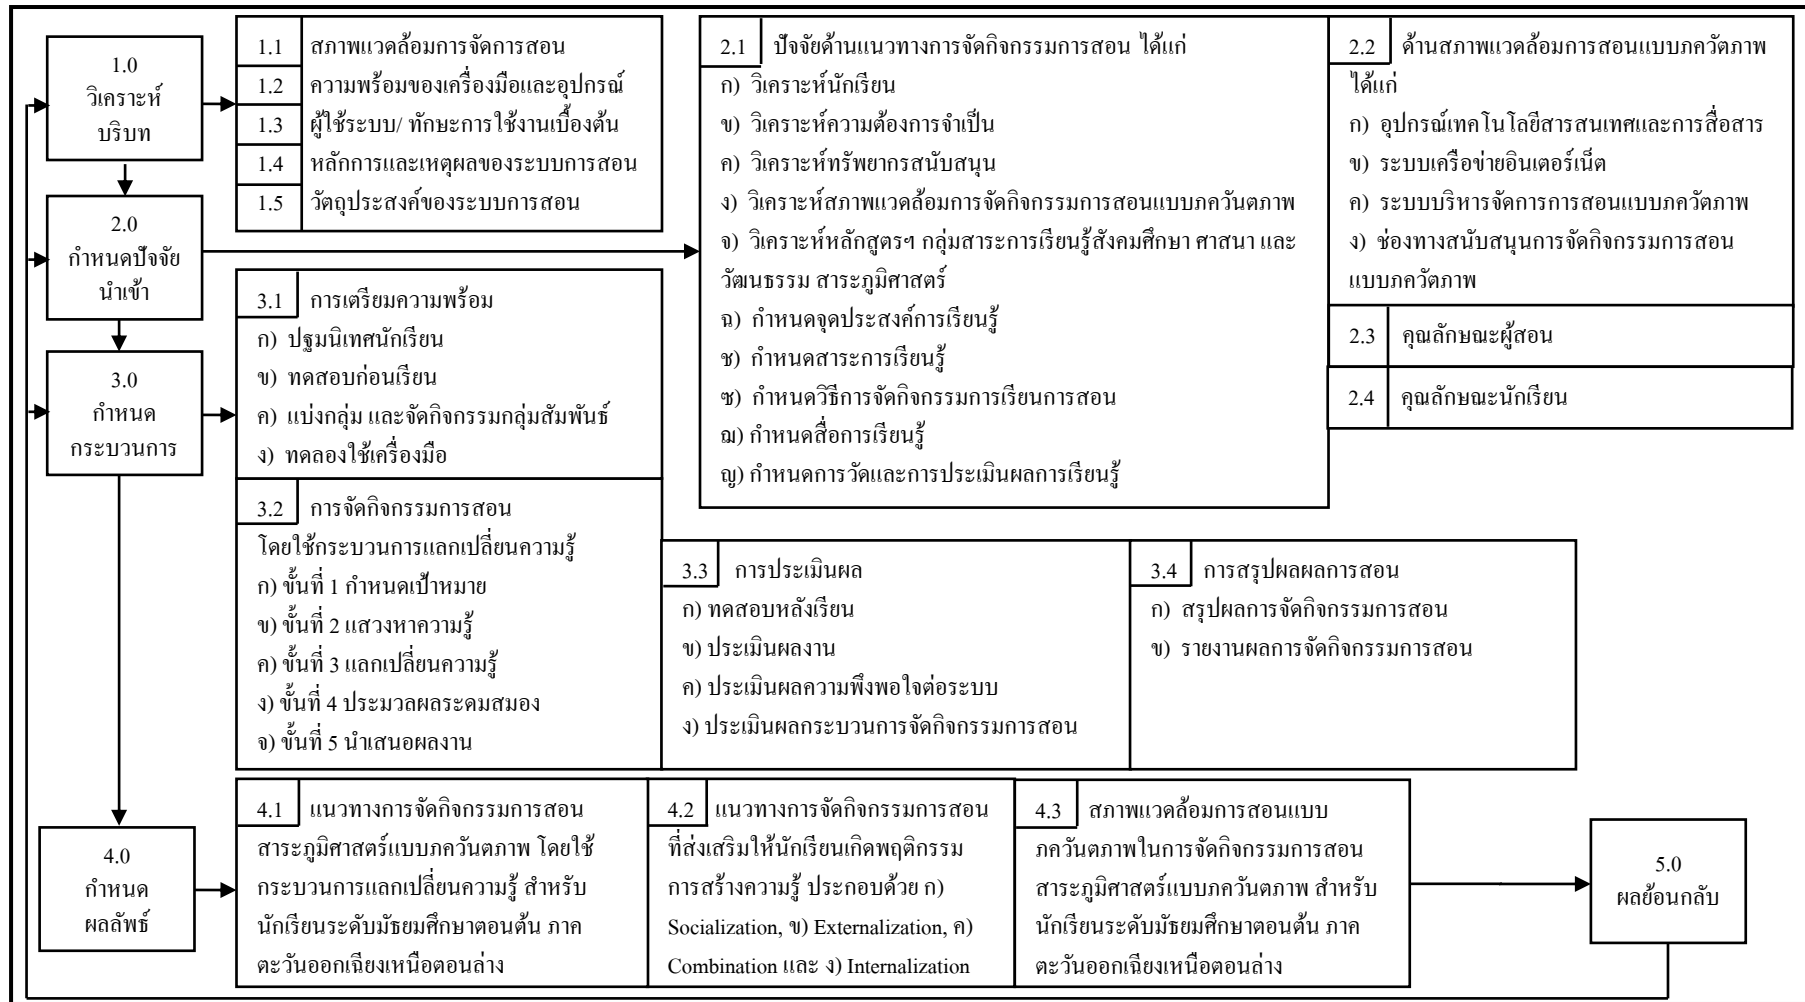 1.0
วิเคราะห์
บริบท
1.1 สภาพแวดล้อมการจัดการสอน
1.2 ความพร้อมของเครื่องมือและอุปกรณ์
1.3 ผู้ใช้ระบบ/ ทักษะการใช้งานเบื้องต้น
1.4 หลักการและเหตุผลของระบบการสอน
1.5 วัตถุประสงค์ของระบบการสอน
2.0
กำหนดปัจจัย
นำเข้า
2.1 ปัจจัยด้านแนวทางการจัดกิจกรรมการสอน ได้แก่
ก) วิเคราะห์นักเรียน
ข) วิเคราะห์ความต้องการจำเป็น
ค) วิเคราะห์ทรัพยากรสนับสนุน
ง) วิเคราะห์สภาพแวดล้อมการจัดกิจกรรมการสอนแบบภควันตภาพ
จ) วิเคราะห์หลักสูตรฯ กลุ่มสาระการเรียนรู้สังคมศึกษา ศาสนา และ
วัฒนธรรม สาระภูมิศาสตร์
ฉ) กำหนดจุดประสงค์การเรียนรู้
ช) กำหนดสาระการเรียนรู้
ซ) กำหนดวิธีการจัดกิจกรรมการเรียนการสอน
ฌ) กำหนดสื่อการเรียนรู้
ญ) กำหนดการวัดและการประเมินผลการเรียนรู้
2.2 ด้านสภาพแวดล้อมการสอนแบบภควัตภาพ
ได้แก่
ก) อุปกรณ์เทคโนโลยีสารสนเทศและการสื่อสาร
ข) ระบบเครือข่ายอินเตอร์เน็ต
ค) ระบบบริหารจัดการการสอนแบบภควัตภาพ
ง) ช่องทางสนับสนุนการจัดกิจกรรมการสอน
แบบภควัตภาพ
2.3 คุณลักษณะผู้สอน
2.4 คุณลักษณะนักเรียน
3.0
กำหนด
กระบวนการ
3.1 การเตรียมความพร้อม
ก) ปฐมนิเทศนักเรียน
ข) ทดสอบก่อนเรียน
ค) แบ่งกลุ่ม และจัดกิจกรรมกลุ่มสัมพันธ์
ง) ทดลองใช้เครื่องมือ
3.2 การจัดกิจกรรมการสอน
โดยใช้กระบวนการแลกเปลี่ยนความรู้
ก) ขั้นที่ 1 กำหนดเป้าหมาย
ข) ขั้นที่ 2 แสวงหาความรู้
ค) ขั้นที่ 3 แลกเปลี่ยนความรู้
ง) ขั้นที่ 4 ประมวลผลระดมสมอง
จ) ขั้นที่ 5 นำเสนอผลงาน
3.3 การประเมินผล
ก) ทดสอบหลังเรียน
ข) ประเมินผลงาน
ค) ประเมินผลความพึงพอใจต่อระบบ
ง) ประเมินผลกระบวนการจัดกิจกรรมการสอน
3.4 การสรุปผลผลการสอน
ก) สรุปผลการจัดกิจกรรมการสอน
ข) รายงานผลการจัดกิจกรรมการสอน
4.0
กำหนด
ผลลัพธ์
4.1 แนวทางการจัดกิจกรรมการสอน
สาระภูมิศาสตร์แบบภควันตภาพ โดยใช้
กระบวนการแลกเปลี่ยนความรู้ สำหรับ
นักเรียนระดับมัธยมศึกษาตอนต้น ภาค
ตะวันออกเฉียงเหนือตอนล่าง
4.2 แนวทางการจัดกิจกรรมการสอน
ที่ส่งเสริมให้นักเรียนเกิดพฤติกรรม
การสร้างความรู้ ประกอบด้วย ก)
Socialization, ข) Externalization, ค)
Combination และ ง) Internalization
4.3 สภาพแวดล้อมการสอนแบบ
ภควันตภาพในการจัดกิจกรรมการสอน
สาระภูมิศาสตร์แบบภควันตภาพ สำหรับ
นักเรียนระดับมัธยมศึกษาตอนต้น ภาค
ตะวันออกเฉียงเหนือตอนล่าง
5.0
ผลย้อนกลับ